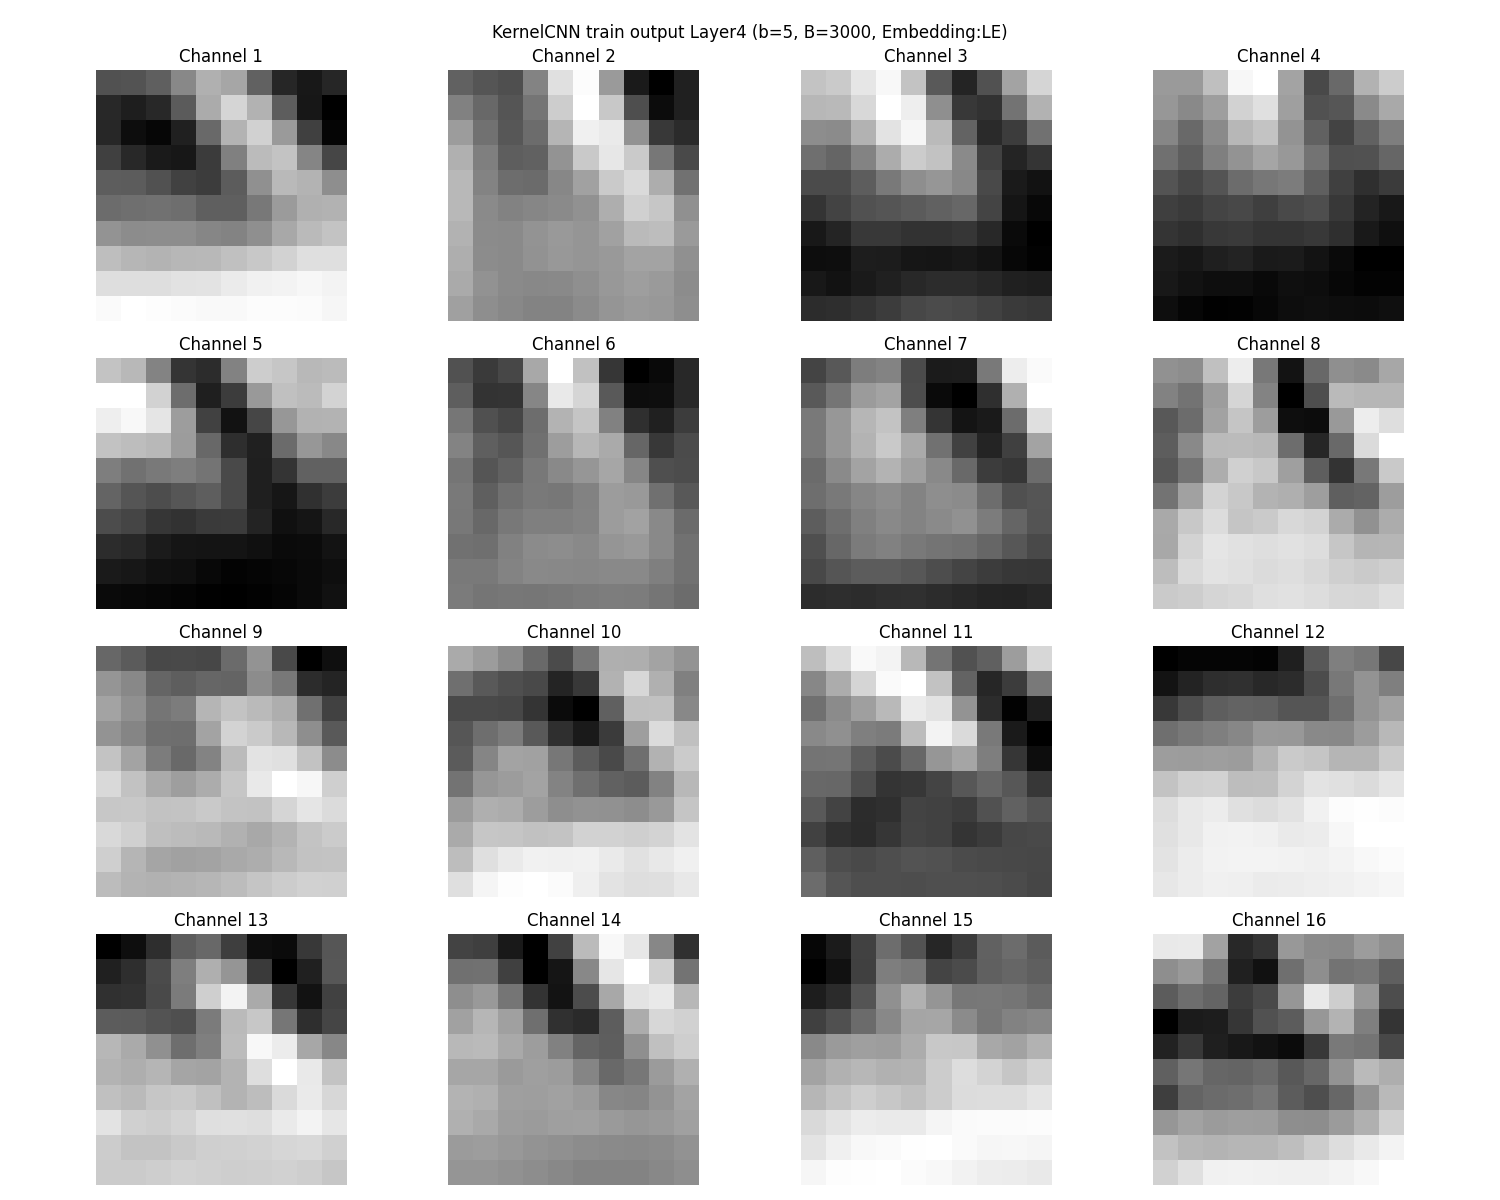 KernelCNN train output Layer4 (b=5, B=3000, Embedding:LE)
Channel 1
Channel 2
Channel 3
Channel 4
Channel 5
Channel 6
Channel 7
Channel 8
Channel 9
Channel 10
Channel 11
Channel 12
Channel 13
Channel 14
Channel 15
Channel 16